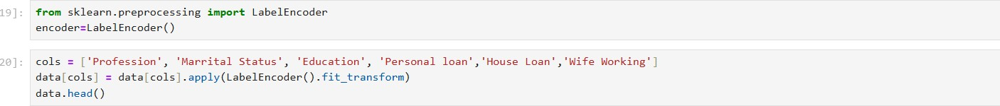 19]:
from sklearn.preprocessing import LabelEncoder
encoder=LabelEncoder()
20]:
cols = ['Profession', 'Marrital Status', 'Education', 'Personal loan','House Loan','Wife Working']
data[cols] = data[cols].apply(LabelEncoder().fit_transform)
data.head()